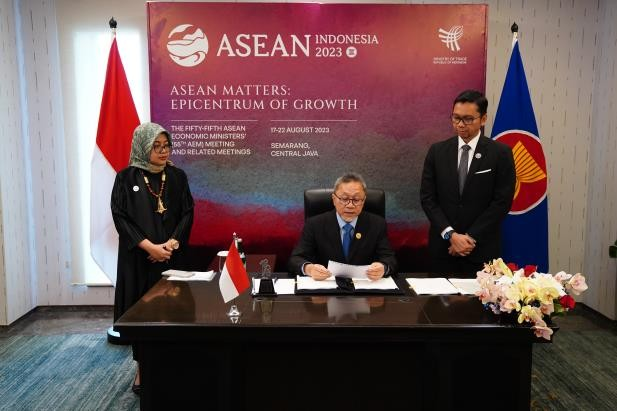 ASEAN
INDONESIA
2023
MINISTRY OF TRADE
REPUBLIC OF INDONESIA
ASEAN MATTERS:
EPICENTRUM OF GROWTH
THE FIFTY-FIFTH ASEAN
ECONOMIC MINISTERS'
(55TH AEM) MEETING
AND RELATED MEETINGS
17-22 AUGUST 2023
SEMARANG,
CENTRAL JAVA